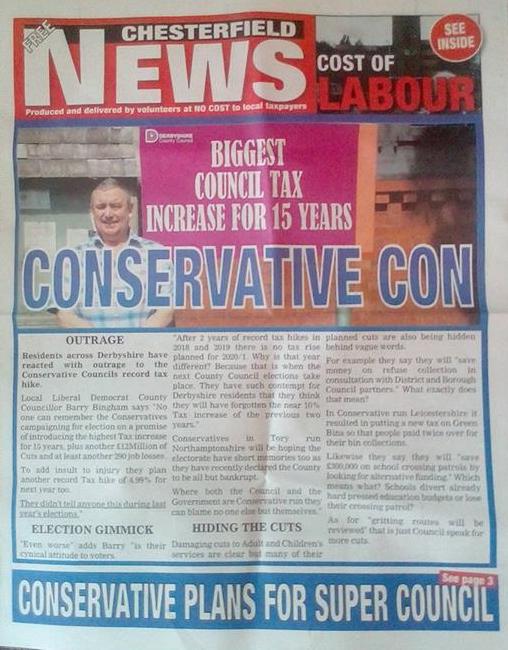 FREE
CHESTERFIELD
NEWS
Produced and delivered by volunteers at NO COST to local taxpayers
SEE
INSIDE
COST OF
LABOUR
DERBYSHIRE
County Council
BIGGEST
COUNCIL TAX
INCREASE FOR 15 YEARS
CONSERVATIVE CON
OUTRAGE
Residents across Derbyshire have
reacted with outrage to the
Conservative Councils record tax
hike.
Local Liberal Democrat County
Councillor Barry Bingham says "No
one can remember the Conservatives
campaigning for election on a promise
of introducing the highest Tax increase
for 15 years, plus another £12Million of
Cuts and at least another 290 job losses.
To add insult to injury they plan
another record Tax hike of 4.99% for
next year too.
They didn't tell anyone this during last
year's elections."
ELECTION GIMMICK
"Even worse" adds Barry "is their
cynical attitude to voters.
"After 2 years of record tax hikes in
2018 and 2019 there is no tax rise
planned for 2020/1. Why is that year
different? Because that is when the
next County Council elections take
place. They have such contempt for
Derbyshire residents that they think
they will have forgotten the near 10%
Tax increase of the previous two
years."
Conservatives in Tory run
Northamptonshire will be hoping the
electorate have short memories too as
they have recently declared the County
to be all but bankrupt.
Where both the Council and the
Government are Conservative run they
can blame no one else but themselves."
HIDING THE CUTS
Damaging cuts to Adult and Children's
services are clear but many of their
planned cuts are also being hidden
behind vague words.
For example they say they will "save
money on refuse collection in
consultation with District and Borough
Council partners." What exactly does
that mean?
In Conservative run Leicestershire it
resulted in putting a new tax on Green
Bins so that people paid twice over for
their bin collections.
Likewise they say they will "save
£300,000 on school crossing patrols by
looking for alternative funding." Which
means what? Schools divert already
hard pressed education budgets or lose
their crossing patrol?
As for "gritting routes will be
reviewed" that is just Council speak for
more cuts.
See page 3
CONSERVATIVE PLANS FOR SUPER COUNCIL